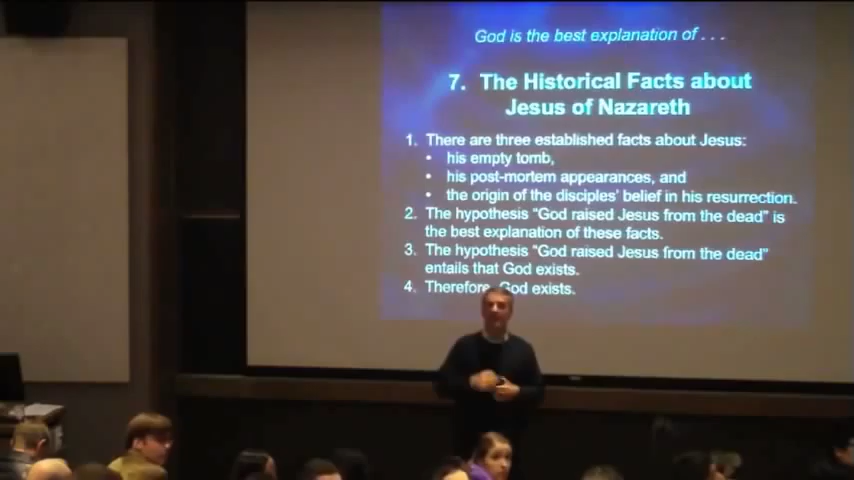 God is the best explanation of . . .
7. The Historical Facts about
Jesus of Nazareth
1. There are three established facts about Jesus:
• his empty tomb,
• his post-mortem appearances, and
• the origin of the disciples' belief in his resurrection.
2. The hypothesis "God raised Jesus from the dead" is
the best explanation of these facts.
3. The hypothesis "God raised Jesus from the dead"
entails that God exists.
4. Therefore, God exists.